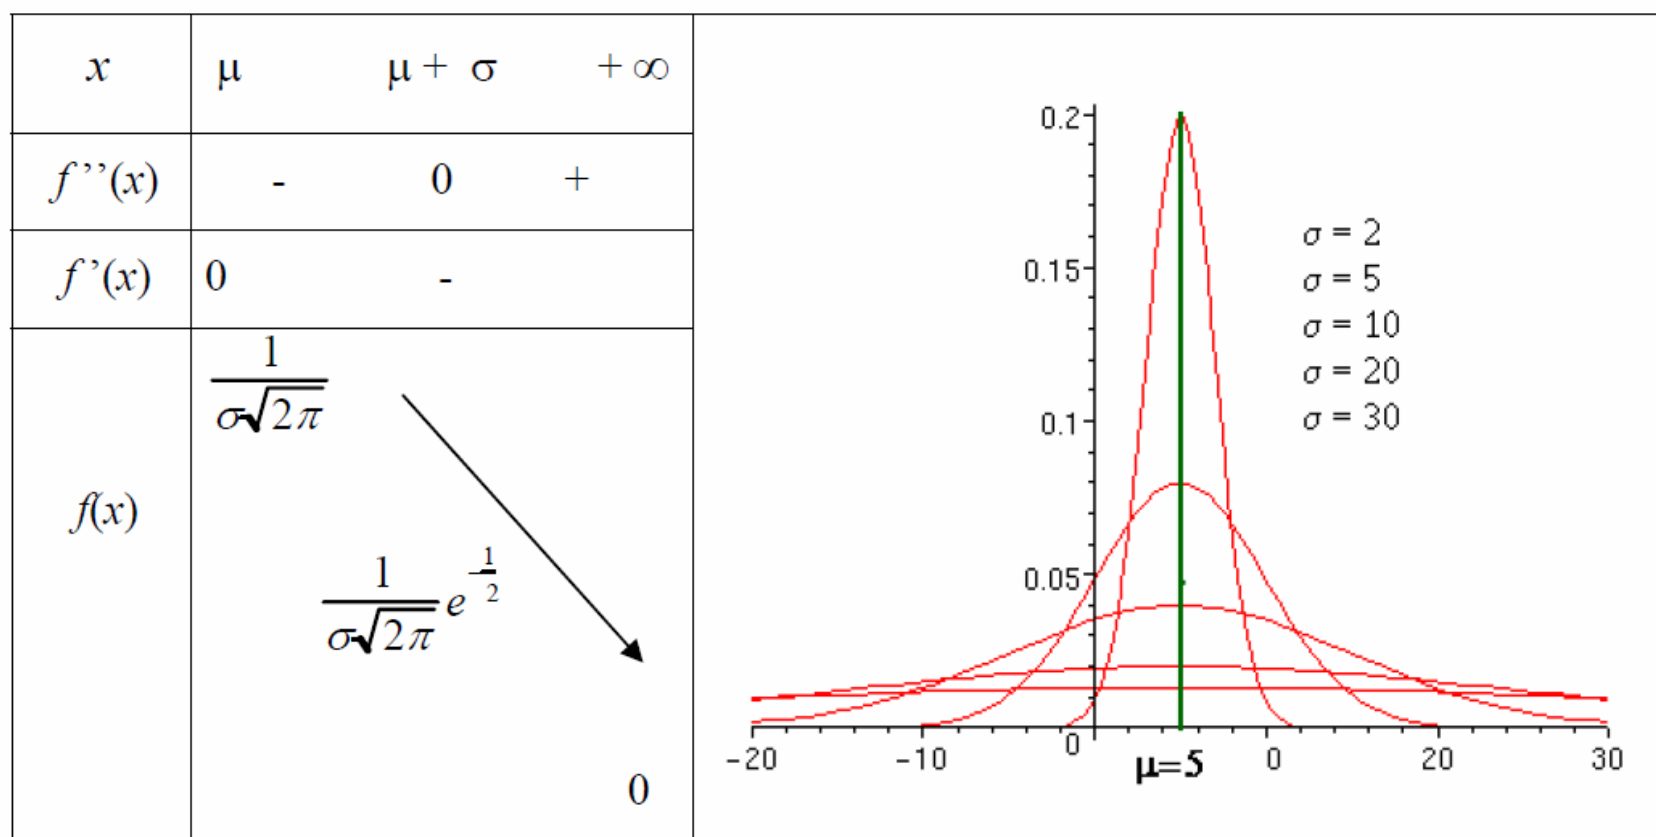 x μ μ + σ + ∞
f ’’(x) - 0 +
f ’(x) 0 -
f(x)
1
σ√2π
1
σ√2π e
-1
2
0
0.2
0.15
0.1
0.05
0
σ = 2
σ = 5
σ = 10
σ = 20
σ = 30
-20 -10 μ=5 0 20 30